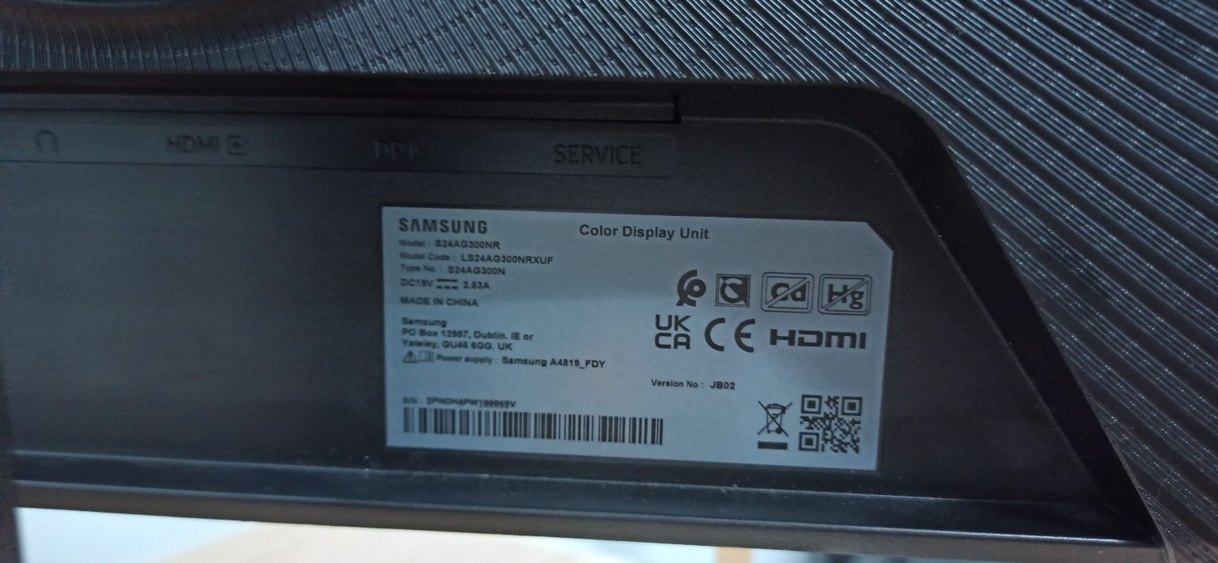 HDMI
SERVICE
SAMSUNG
Color Display Unit
Model : S24AG300NR
Model Code : LS24AG300NRXUF
Type No. : S24AG300N
DC19V 2.53A
MADE IN CHINA
Samsung
PO Box 12987, Dublin. IE or
Yateley, GU46 6GG. UK
Power supply : Samsung A4819_FDY
Cd Hg
UK
CA CE HDMI
Version No : JB02
S/N :